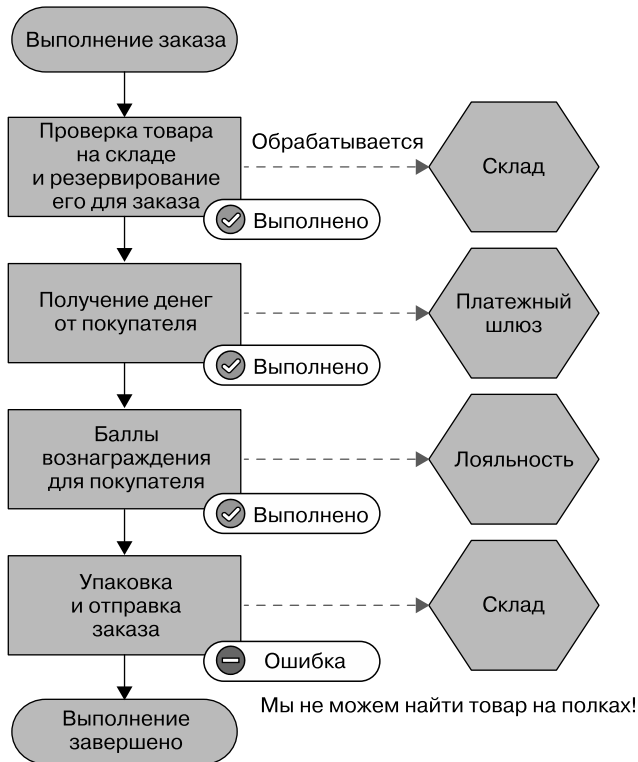 Выполнение заказа
Проверка товара
на складе
и резервирование
его для заказа
Обрабатывается
Склад
Выполнено
Получение денег
от покупателя
Платежный
шлюз
Выполнено
Баллы
вознаграждения
для покупателя
Лояльность
Выполнено
Упаковка
и отправка
заказа
Склад
Ошибка
Мы не можем найти товар на полках!
Выполнение
завершено